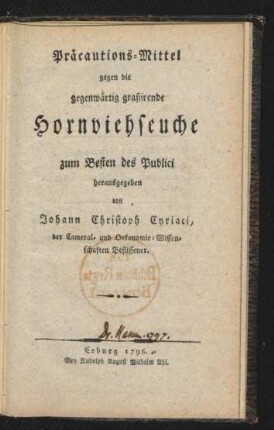 Präcautions-Mittel
gegen die
gegenwärtig graßirende
Hornviehseuche
zum Besten des Publici
herausgegeben
von
Johann Christoph Cyriaci,
der Cameral- und Oekonomie-Wissen-
schaften Beflissener.
Coburg 1796.
Bey Rudolph August Wilhelm Ahl.